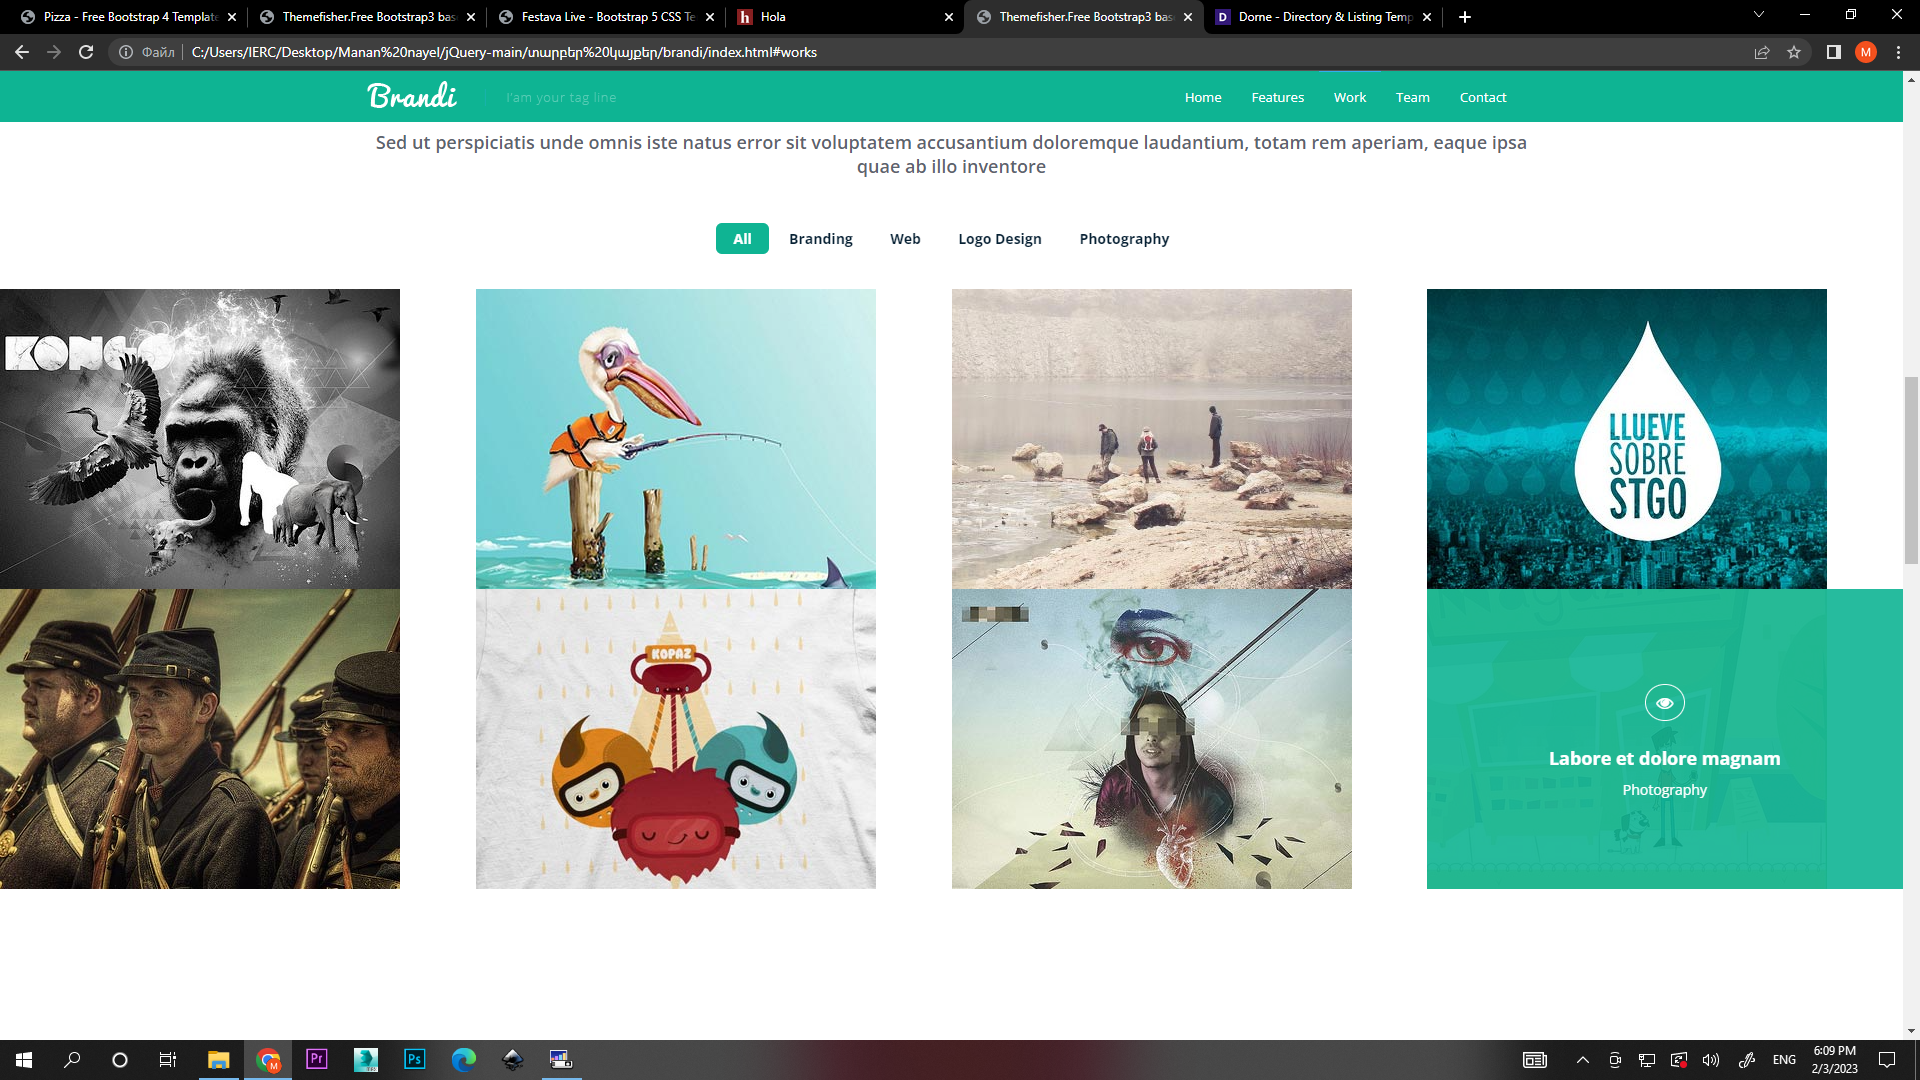 Pizza - Free Bootstrap 4 Template
Themefisher.Free Bootstrap3 bas
Festava Live - Bootstrap 5 CSS Te
Hola
Themefisher.Free Bootstrap3 bas
Dorne - Directory & Listing Temp
Файл
C:/Users/IERC/Desktop/Manan%20nayel/jQuery-main/տարբեր%20կայքեր/brandi/index.html#works
M
Brandi
I'am your tag line
Home
Features
Work
Team
Contact
Sed ut perspiciatis unde omnis iste natus error sit voluptatem accusantium doloremque laudantium, totam rem aperiam, eaque ipsa
quae ab illo inventore
All
Branding
Web
Logo Design
Photography
KONGO
LLUEVE
SOBRE
STGO
KOPAZ
Labore et dolore magnam
Photography
ENG
6:09 PM
2/3/2023